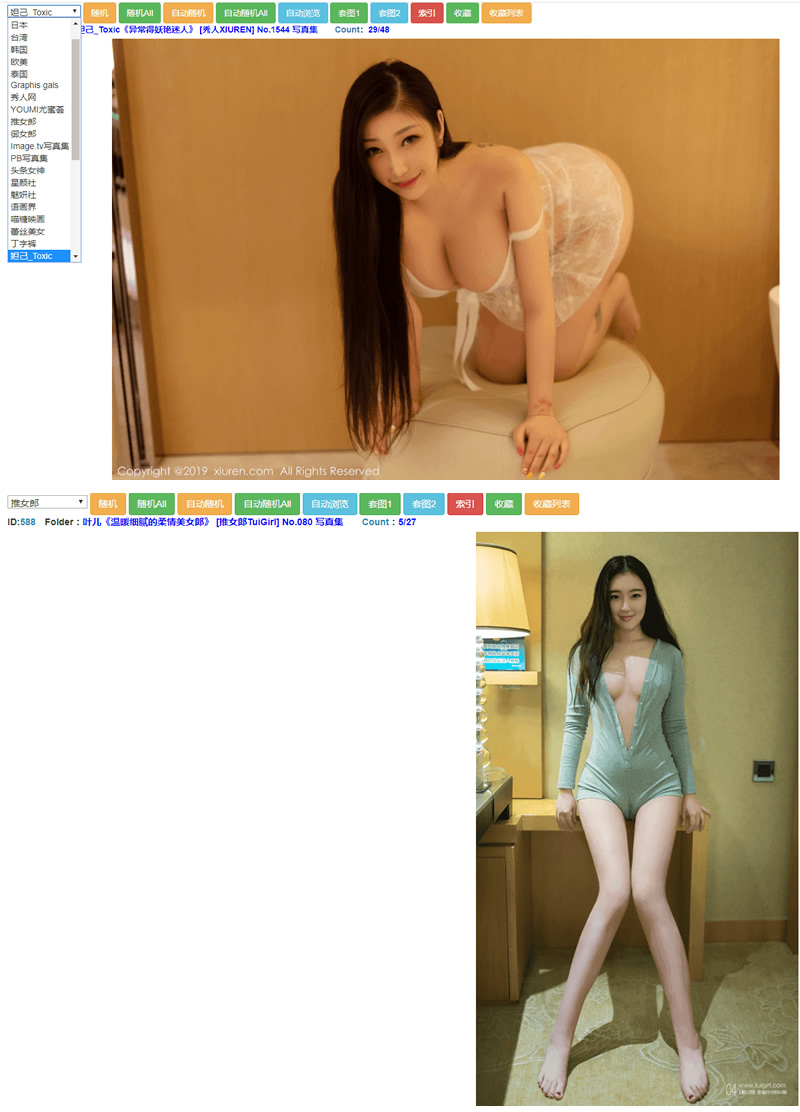 妲己_Toxic 随机 随机All 自动随机 自动随机All 自动浏览 套图1 套图2 索引 收藏 收藏列表
妲己_Toxic《异常得妖艳迷人》 [秀人XIUREN] No.1544 写真集 Count: 29/48
日本
台湾
韩国
欧美
泰国
Graphis gals
秀人网
YOUMI尤蜜荟
推女郎
御女郎
Image.tv写真集
PB写真集
头条女神
星颜社
魅妍社
语画界
喵糖映画
蕾丝美女
丁字裤
妲己_Toxic
Copyright @2019 xiuren.com All Rights Reserved
推女郎 随机 随机All 自动随机 自动随机All 自动浏览 套图1 套图2 索引 收藏 收藏列表
ID:588 Folder：叶儿《温暖细腻的柔情美女郎》 [推女郎TuiGirl] No.080 写真集 Count：5/27
04 www.tuigirl.com